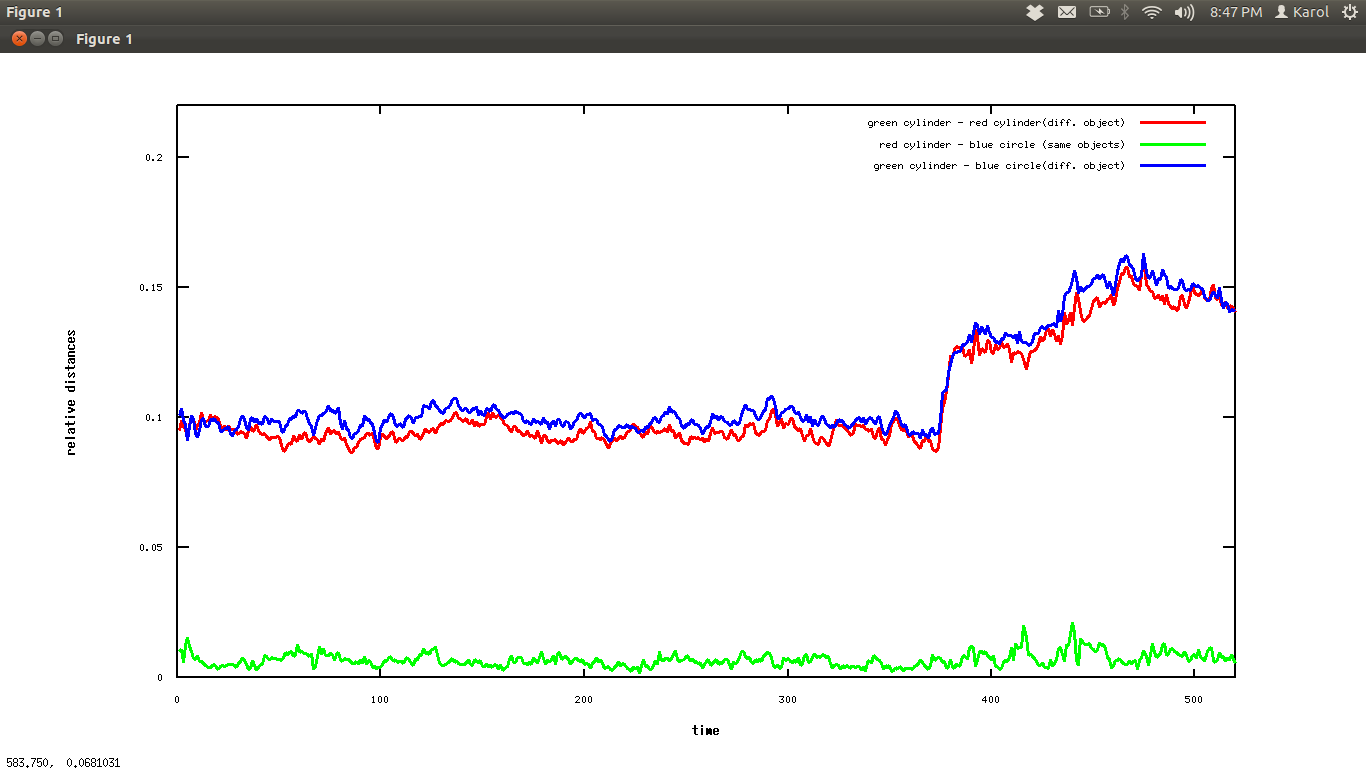 Figure 1
8:47 PM Karol
Figure 1
green cylinder - red cylinder(diff. object)
red cylinder - blue circle (same objects)
green cylinder - blue circle(diff. object)
0.2
0.15
0.1
0.05
0
relative distances
0 100 200 300 400 500
time
583.750, 0.0681031